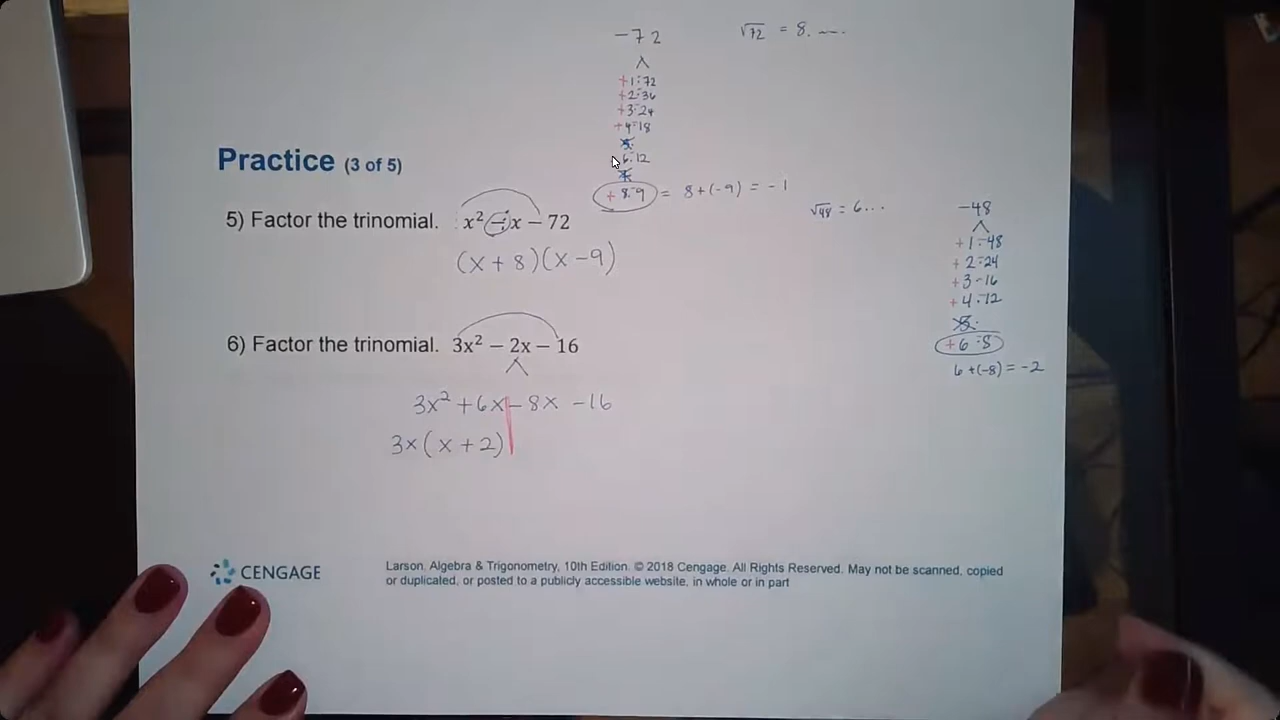 -72
√72 = 8. ....
+1·-72
+2·-36
+3·-24
+4·-18
5·
6·-12
7
+8·-9 = 8+(-9) = -1
Practice (3 of 5)
5) Factor the trinomial. x² − x − 72
(x + 8)(x - 9)
√48 = 6...
-48
+1·-48
+2·-24
+3·-16
+4·-12
5·
+6·-8
6+(-8) = -2
6) Factor the trinomial. 3x² − 2x − 16
3x² + 6x - 8x - 16
3x(x + 2)
CENGAGE
Larson, Algebra & Trigonometry, 10th Edition. © 2018 Cengage. All Rights Reserved. May not be scanned, copied
or duplicated, or posted to a publicly accessible website, in whole or in part